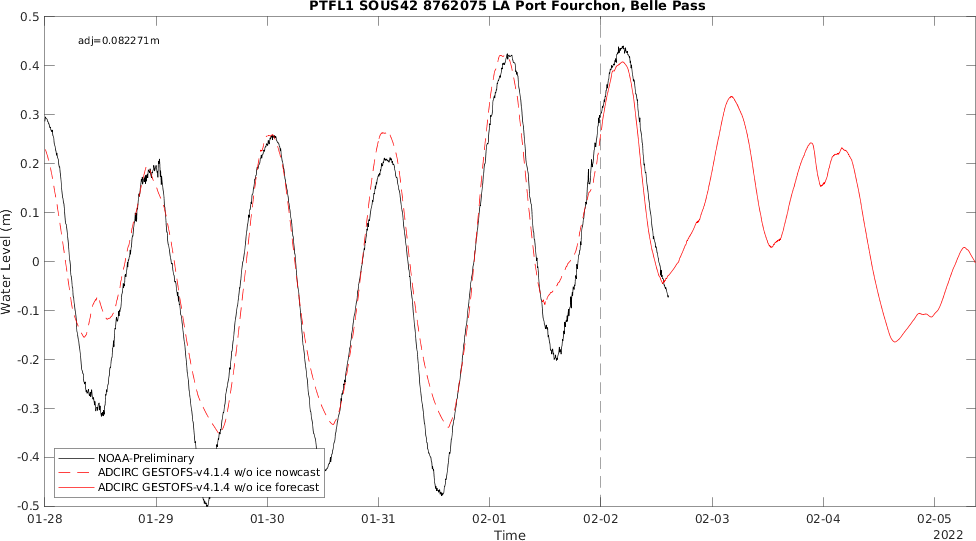 PTFL1 SOUS42 8762075 LA Port Fourchon, Belle Pass
adj=0.082271m
0.5
0.4
0.3
0.2
0.1
0
-0.1
-0.2
-0.3
-0.4
-0.5
Water Level (m)
NOAA-Preliminary
ADCIRC GESTOFS-v4.1.4 w/o ice nowcast
ADCIRC GESTOFS-v4.1.4 w/o ice forecast
01-28 01-29 01-30 01-31 02-01 02-02 02-03 02-04 02-05
Time
2022